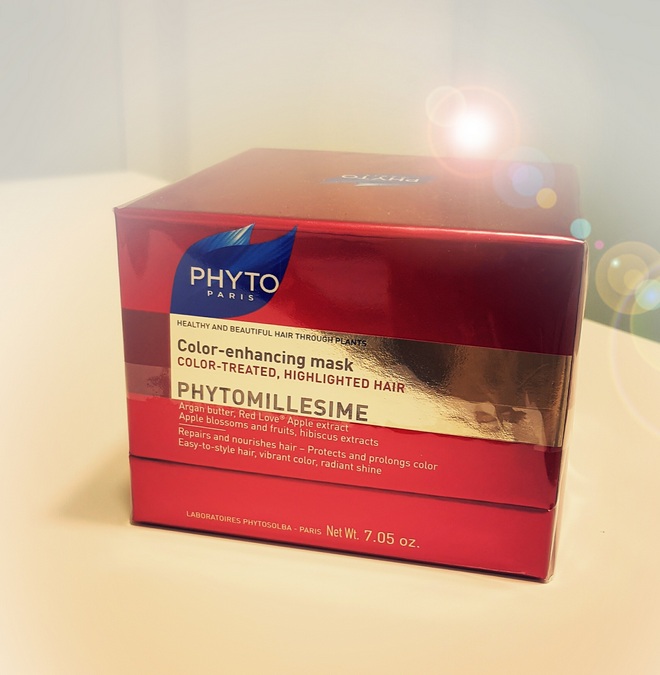 PHYTO
PHYTO
PARIS
HEALTHY AND BEAUTIFUL HAIR THROUGH PLANTS
Color-enhancing mask
COLOR-TREATED, HIGHLIGHTED HAIR
PHYTOMILLESIME
Argan butter, Red Love® Apple extract
Apple blossoms and fruits, hibiscus extracts
Repairs and nourishes hair – Protects and prolongs color
Easy-to-style hair, vibrant color, radiant shine
LABORATOIRES PHYTOSOLBA - PARIS Net Wt. 7.05 oz.